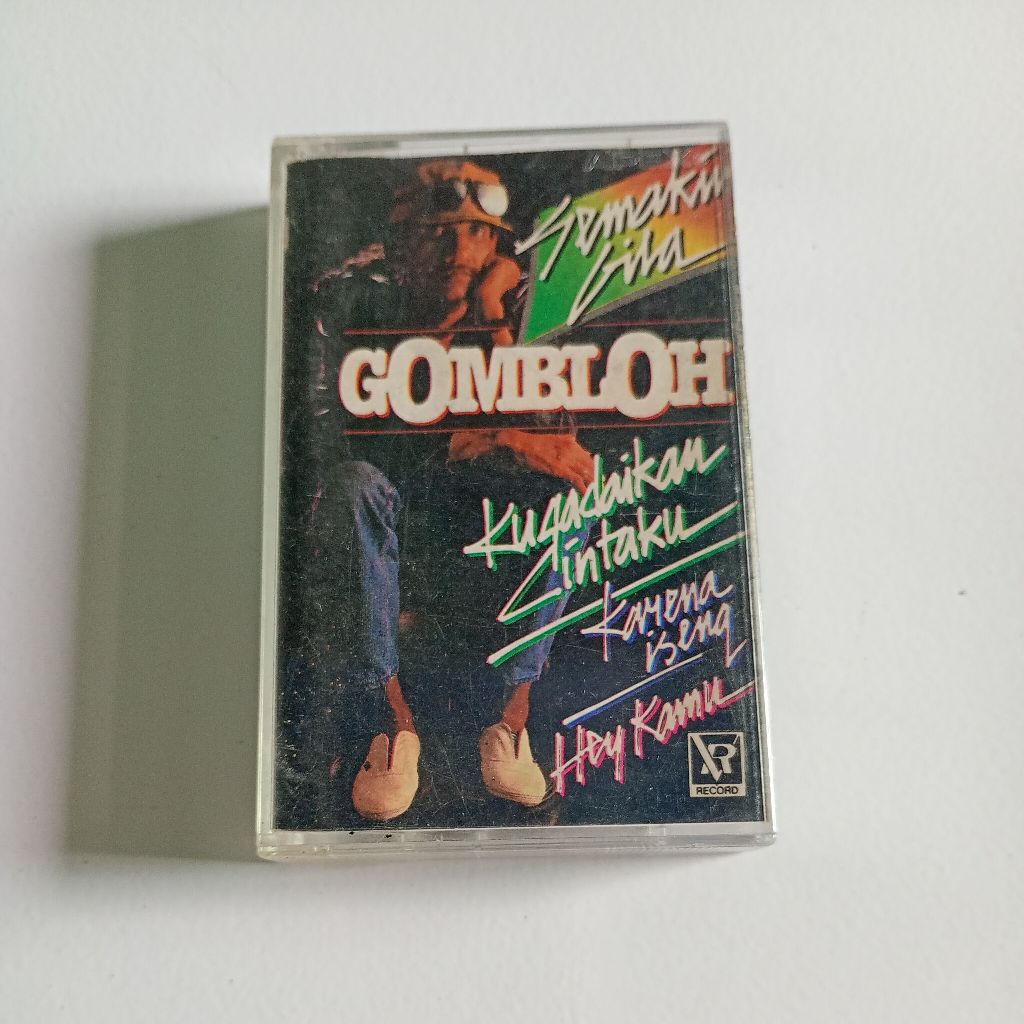 Semakin
Gila
GOMBLOH
Kugadaikan
Cintaku
Karena
iseng
Hey Kamu
RECORD